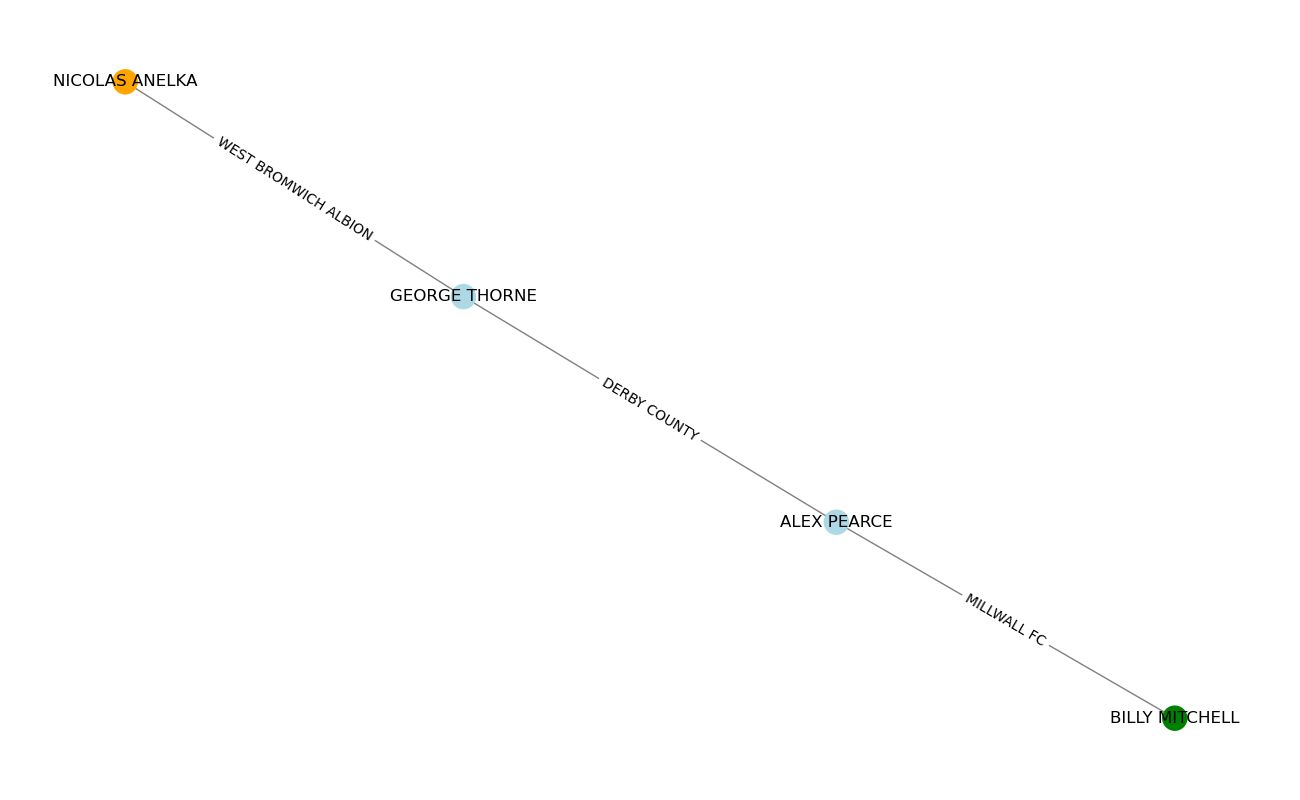 NICOLAS ANELKA
WEST BROMWICH ALBION
GEORGE THORNE
DERBY COUNTY
ALEX PEARCE
MILLWALL FC
BILLY MITCHELL